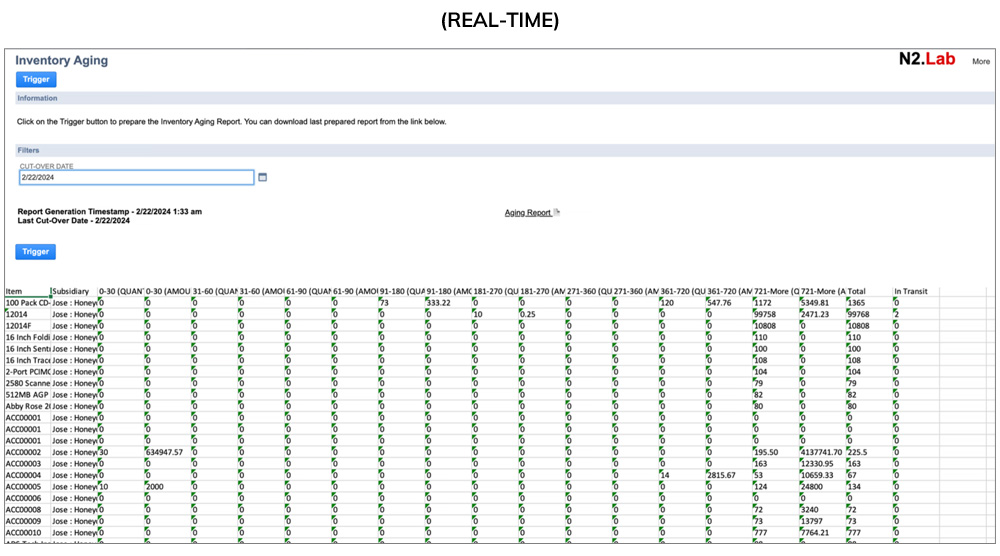 (REAL-TIME)
Inventory Aging
N2.Lab
More
Trigger
Information
Click on the Trigger button to prepare the Inventory Aging Report. You can download last prepared report from the link below.
Filters
CUT-OVER DATE
2/22/2024
Report Generation Timestamp - 2/22/2024 1:33 am
Aging Report
Last Cut-Over Date - 2/22/2024
Trigger
Item Subsidiary 0-30 (QUAN 0-30 (AMOU 31-60 (QUAN 31-60 (AMOU 61-90 (QUAN 61-90 (AMOU 91-180 (QUA 91-180 (AMO 181-270 (QU 181-270 (AM 271-360 (QU 271-360 (AM 361-720 (QU 361-720 (AM 721-More (Q 721-More (A Total In Transit
100 Pack CD- Jose : Honey 0 0 0 0 0 0 73 333.22 0 0 0 0 120 547.76 1172 5349.81 1365 0
12014 Jose : Honey 0 0 0 0 0 0 0 0 10 0.25 0 0 0 0 99758 2471.23 99768 2
12014F Jose : Honey 0 0 0 0 0 0 0 0 0 0 0 0 0 0 10808 0 10808 0
16 Inch Foldi Jose : Honey 0 0 0 0 0 0 0 0 0 0 0 0 0 0 110 0 110 0
16 Inch Sent Jose : Honey 0 0 0 0 0 0 0 0 0 0 0 0 0 0 100 0 100 0
16 Inch Trace Jose : Honey 0 0 0 0 0 0 0 0 0 0 0 0 0 0 108 0 108 0
2-Port PCIMC Jose : Honey 0 0 0 0 0 0 0 0 0 0 0 0 0 0 104 0 104 0
2580 Scanne Jose : Honey 0 0 0 0 0 0 0 0 0 0 0 0 0 0 79 0 79 0
512MB AGP Jose : Honey 0 0 0 0 0 0 0 0 0 0 0 0 0 0 82 0 82 0
Abby Rose 2 Jose : Honey 0 0 0 0 0 0 0 0 0 0 0 0 0 0 80 0 80 0
ACC00001 Jose : Honey 0 0 0 0 0 0 0 0 0 0 0 0 0 0 0 0 0 0
ACC00001 Jose : Honey 0 0 0 0 0 0 0 0 0 0 0 0 0 0 0 0 0 0
ACC00001 Jose : Honey 0 0 0 0 0 0 0 0 0 0 0 0 0 0 0 0 0 0
ACC00002 Jose : Honey 30 634947.57 0 0 0 0 0 0 0 0 0 0 0 0 195.50 4137741.70 225.5 0
ACC00003 Jose : Honey 0 0 0 0 0 0 0 0 0 0 0 0 0 0 163 12330.95 163 0
ACC00004 Jose : Honey 0 0 0 0 0 0 0 0 0 0 0 0 14 2815.67 53 10659.33 67 0
ACC00005 Jose : Honey 10 2000 0 0 0 0 0 0 0 0 0 0 0 0 124 24800 134 0
ACC00006 Jose : Honey 0 0 0 0 0 0 0 0 0 0 0 0 0 0 0 0 0 0
ACC00008 Jose : Honey 0 0 0 0 0 0 0 0 0 0 0 0 0 0 72 3240 72 0
ACC00009 Jose : Honey 0 0 0 0 0 0 0 0 0 0 0 0 0 0 73 13797 73 0
ACC00010 Jose : Honey 0 0 0 0 0 0 0 0 0 0 0 0 0 0 777 7764.21 777 0